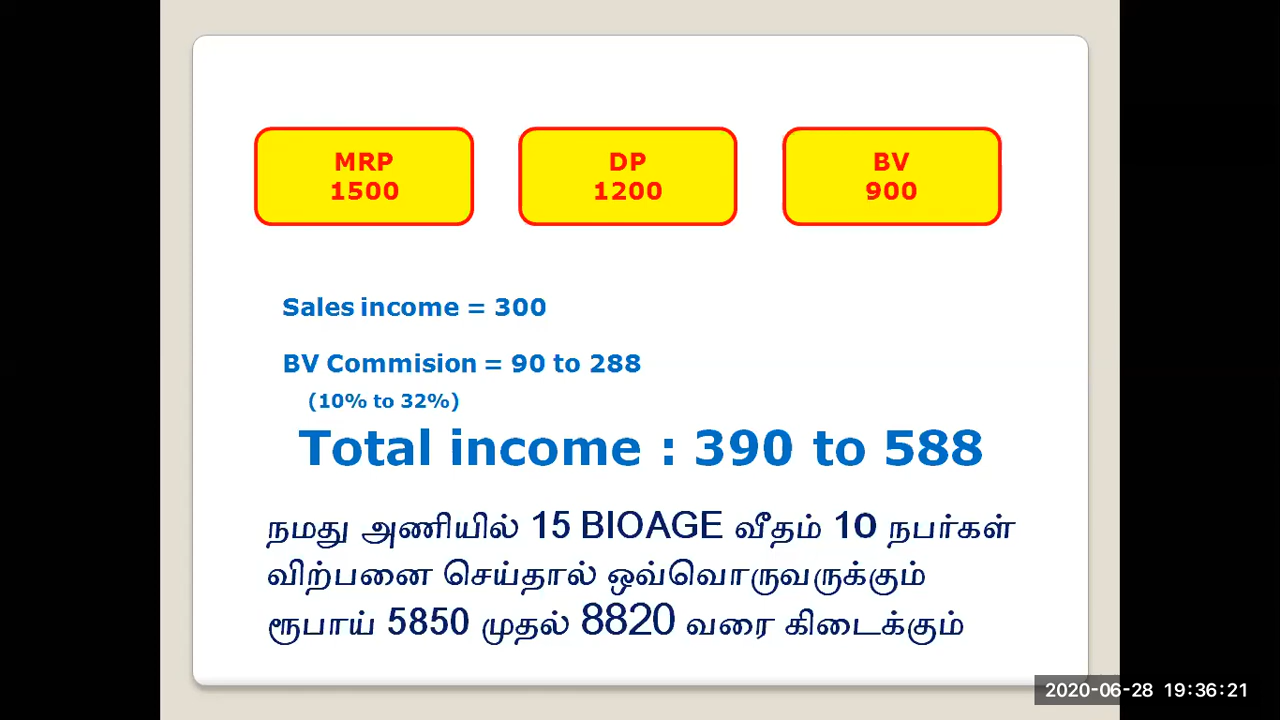 MRP
1500
DP
1200
BV
900
Sales income = 300
BV Commision = 90 to 288
(10% to 32%)
Total income : 390 to 588
நமது அணியில் 15 BIOAGE வீதம் 10 நபர்கள்
விற்பனை செய்தால் ஒவ்வொருவருக்கும்
ரூபாய் 5850 முதல் 8820 வரை கிடைக்கும்
2020-06-28 19:36:21